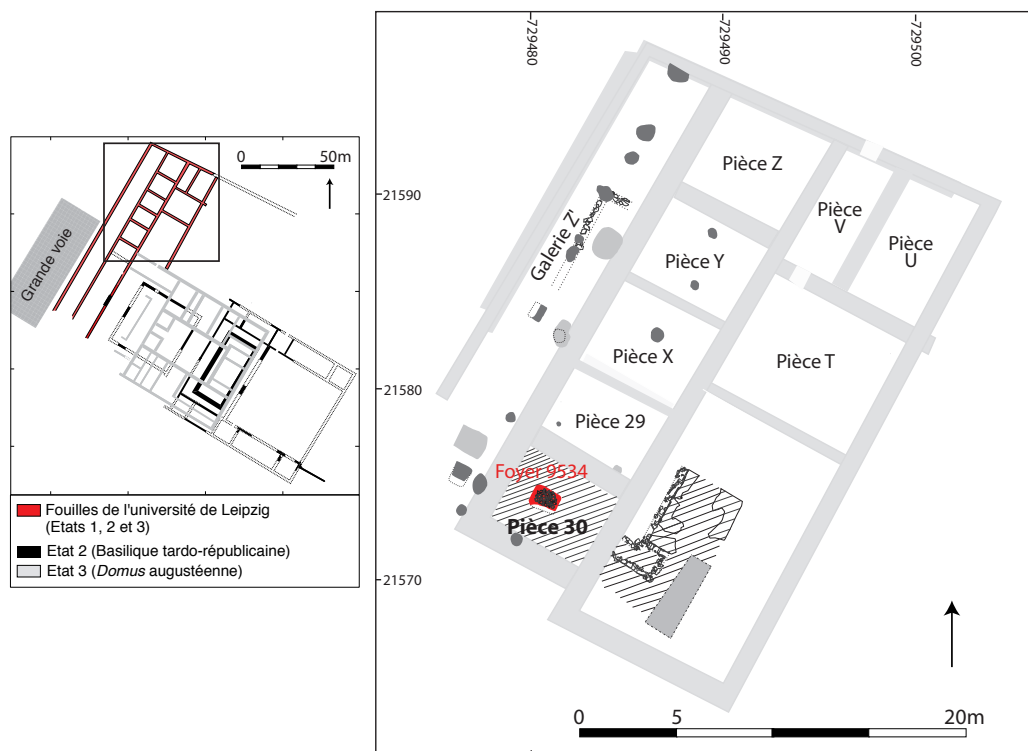 0 50m
Grande voie
Fouilles de l'université de Leipzig
(Etats 1, 2 et 3)
Etat 2 (Basilique tardo-républicaine)
Etat 3 (Domus augustéenne)
-729480
-729490
-729500
21590
21580
21570
Pièce Z
Pièce
V
Pièce
U
Galerie Z'
Pièce Y
Pièce X
Pièce T
Pièce 29
Foyer 9534
Pièce 30
0 5 20m